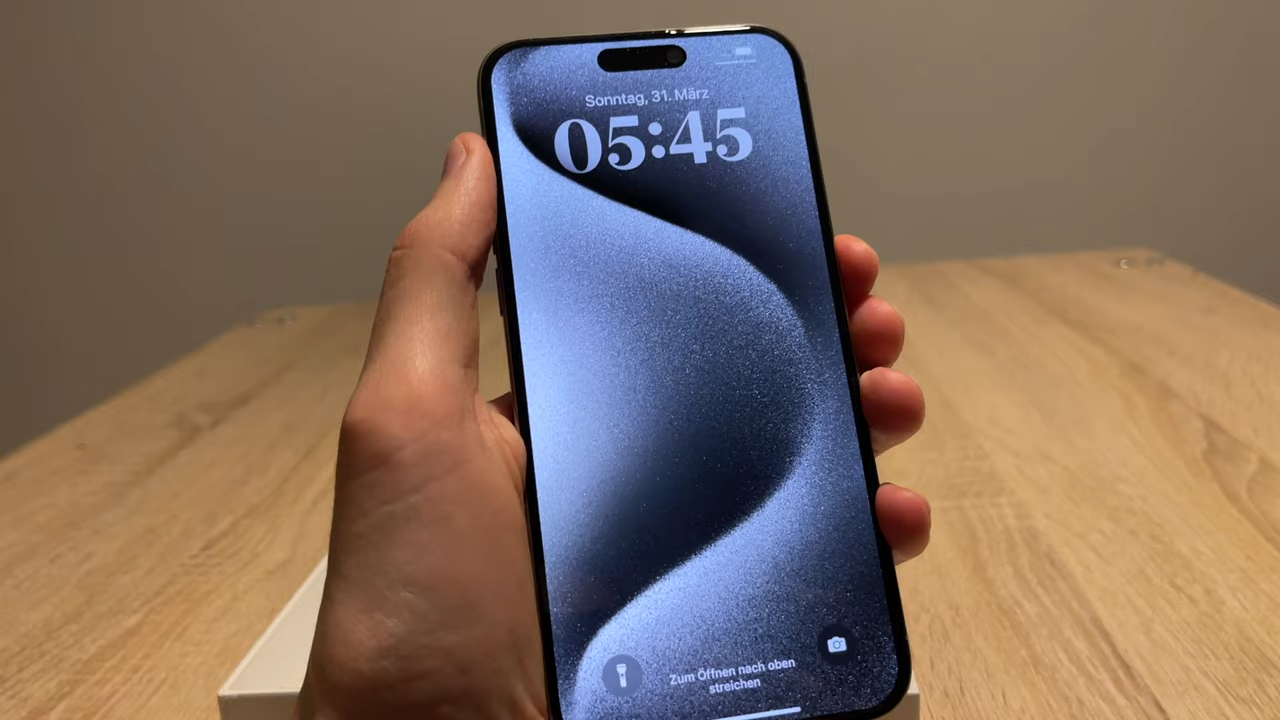 Sonntag, 31. März
05:45
Zum Öffnen nach oben
streichen